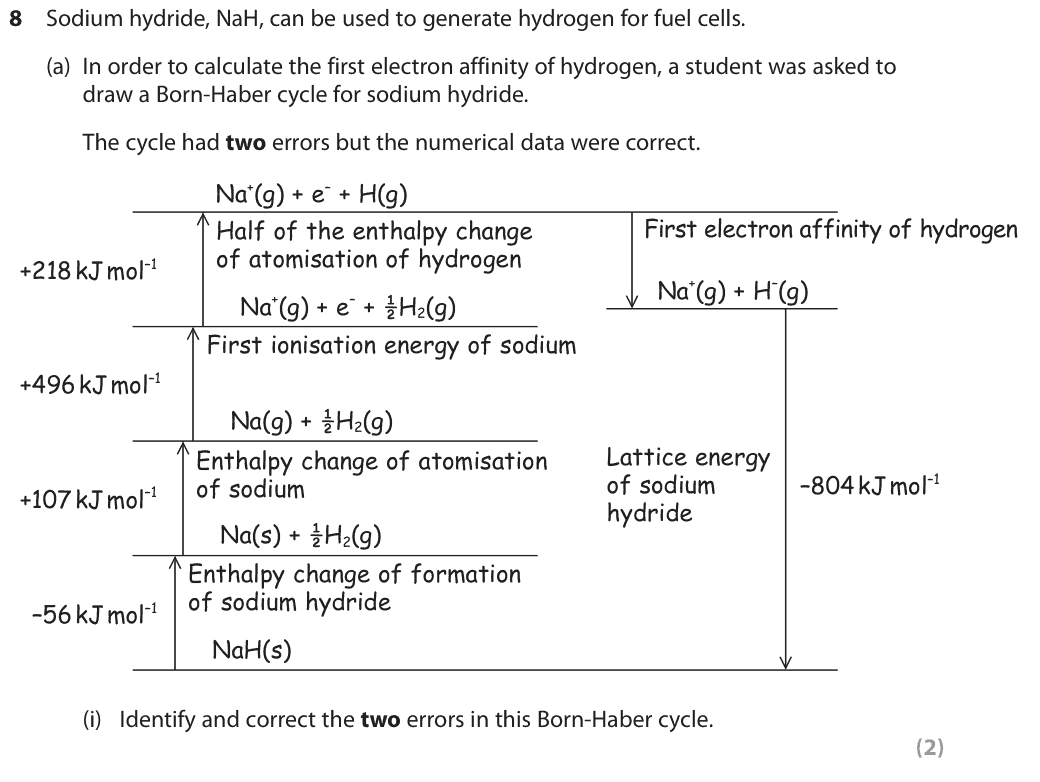 8 Sodium hydride, NaH, can be used to generate hydrogen for fuel cells.
(a) In order to calculate the first electron affinity of hydrogen, a student was asked to
draw a Born-Haber cycle for sodium hydride.
The cycle had two errors but the numerical data were correct.
Na⁺(g) + e⁻ + H(g)
Half of the enthalpy change
of atomisation of hydrogen
+218 kJ mol⁻¹
First electron affinity of hydrogen
Na⁺(g) + H⁻(g)
Na⁺(g) + e⁻ + ½H₂(g)
First ionisation energy of sodium
+496 kJ mol⁻¹
Na(g) + ½H₂(g)
Enthalpy change of atomisation
of sodium
+107 kJ mol⁻¹
Lattice energy
of sodium
hydride
-804 kJ mol⁻¹
Na(s) + ½H₂(g)
Enthalpy change of formation
of sodium hydride
-56 kJ mol⁻¹
NaH(s)
(i) Identify and correct the two errors in this Born-Haber cycle.
(2)